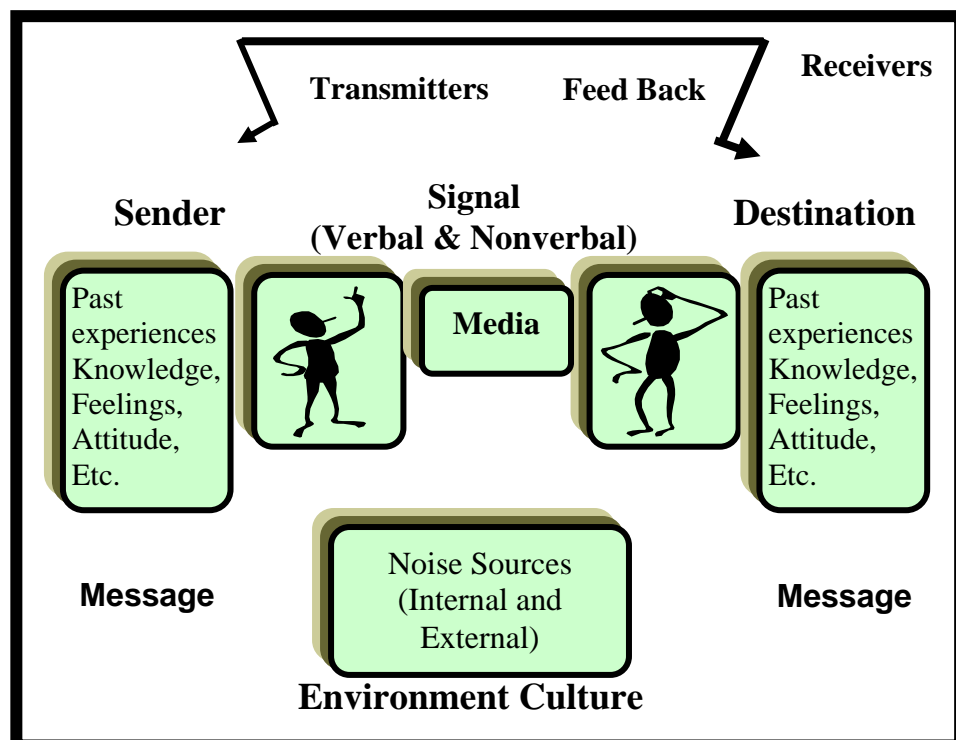 Receivers
Transmitters
Feed Back
Sender
Signal
(Verbal & Nonverbal)
Destination
Past
experiences
Knowledge,
Feelings,
Attitude,
Etc.
Media
Past
experiences
Knowledge,
Feelings,
Attitude,
Etc.
Message
Noise Sources
(Internal and
External)
Message
Environment Culture